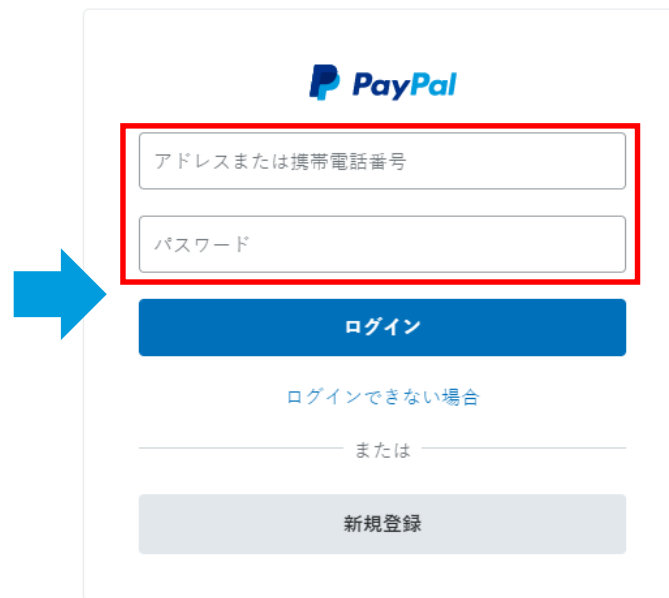 PayPal
アドレスまたは携帯電話番号
パスワード
ログイン
ログインできない場合
または
新規登録